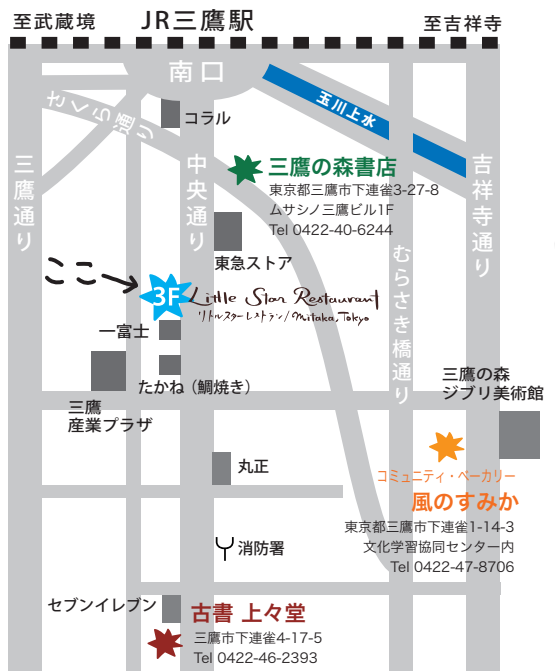 至武蔵境
JR三鷹駅
至吉祥寺
南口
さくら通り
コラル
玉川上水
三鷹通り
中央通り
吉祥寺通り
三鷹の森書店
東京都三鷹市下連雀3-27-8
ムサシノ三鷹ビル1F
Tel 0422-40-6244
むらさき橋通り
東急ストア
ここ
3F
Little Star Restaurant
リトルスターレストラン/Mitaka,Tokyo
一富士
たかね（鯛焼き）
三鷹
産業プラザ
三鷹の森
ジブリ美術館
丸正
コミュニティ・ベーカリー
風のすみか
東京都三鷹市下連雀1-14-3
文化学習協同センター内
Tel 0422-47-8706
消防署
セブンイレブン
古書 上々堂
三鷹市下連雀4-17-5
Tel 0422-46-2393